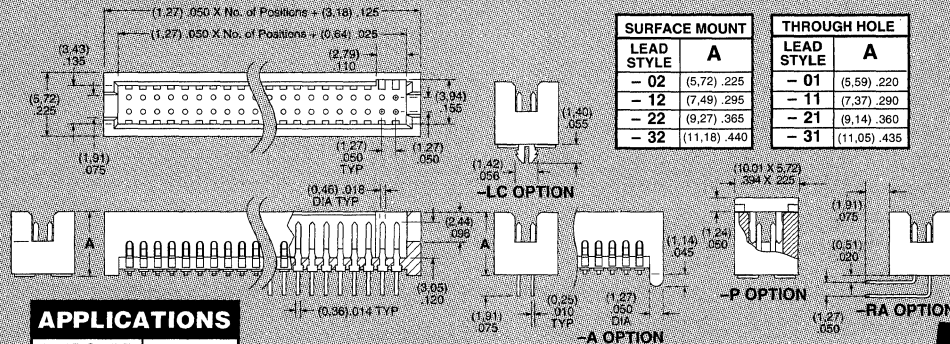 (1,27) .050 X No. of Positions + (3,18) .125
(1,27) .050 X No. of Positions + (0,64) .025
(3,43)
.135
(2,79)
.110
(5,72)
.225
(3,94)
.155
(1,91)
.075
(1,27)
.050
TYP
(1,27)
.050
(1,40)
.055
(1,42)
.056
–LC OPTION
SURFACE MOUNT
LEAD STYLE A
– 02 (5,72) .225
– 12 (7,49) .295
– 22 (9,27) .365
– 32 (11,18) .440
THROUGH HOLE
LEAD STYLE A
– 01 (5,59) .220
– 11 (7,37) .290
– 21 (9,14) .360
– 31 (11,05) .435
(0,46) .018
DIA TYP
A
(2,44)
.096
(3,05)
.120
(0,36) .014 TYP
A
(1,91)
.075
(0,25)
.010
TYP
(1,27)
.050
DIA
(1,14)
.045
–A OPTION
(10,01 X 5,72)
.394 X .225
(1,24)
.050
–P OPTION
(1,91)
.075
(0,51)
.020
(1,27)
.050
–RA OPTION
APPLICATIONS